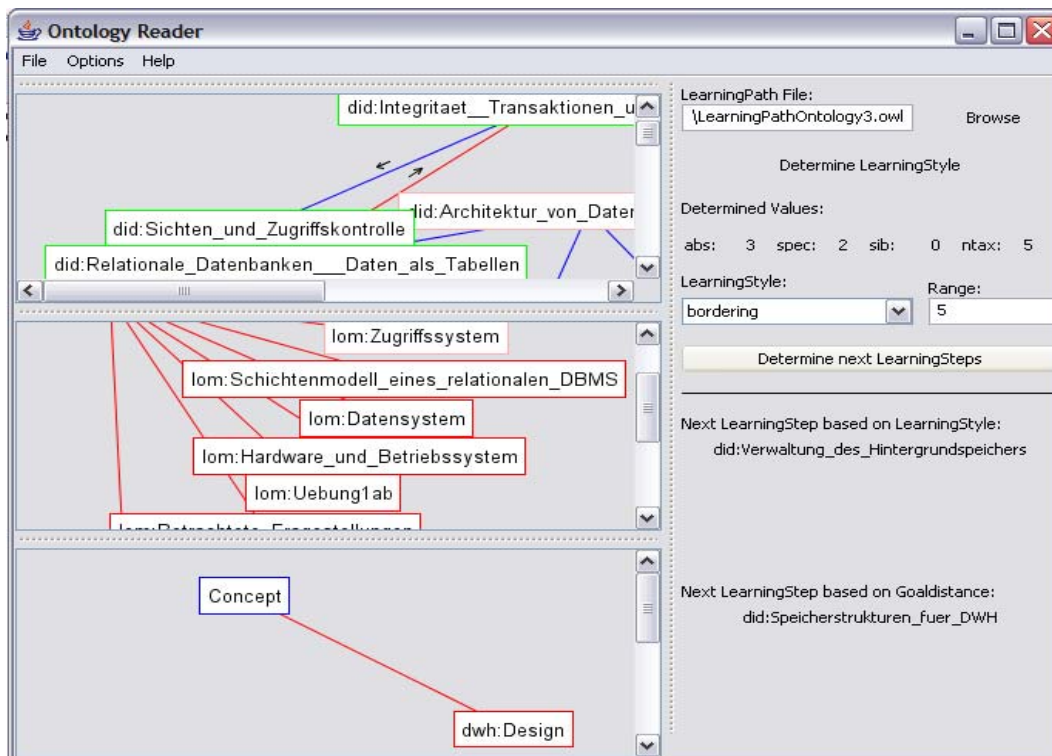 Ontology Reader
File Options Help
did:Integritaet__Transaktionen_u
did:Architektur_von_Daten
did:Sichten_und_Zugriffskontrolle
did:Relationale_Datenbanken___Daten_als_Tabellen
lom:Zugriffssystem
lom:Schichtenmodell_eines_relationalen_DBMS
lom:Datensystem
lom:Hardware_und_Betriebssystem
lom:Uebung1ab
lom:Betrachtete_Fragestellungen
Concept
dwh:Design
LearningPath File:
\LearningPathOntology3.owl Browse
Determine LearningStyle
Determined Values:
abs: 3 spec: 2 sib: 0 ntax: 5
LearningStyle: Range:
bordering 5
Determine next LearningSteps
Next LearningStep based on LearningStyle:
did:Verwaltung_des_Hintergrundspeichers
Next LearningStep based on Goaldistance:
did:Speicherstrukturen_fuer_DWH